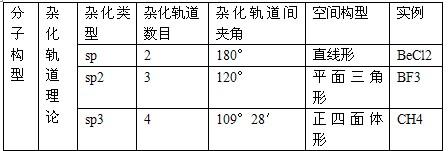 分子构型 杂化轨道理论 杂化类型 杂化轨道数目 杂化轨道间夹角 空间构型 实例
sp 2 180° 直线形 BeCl2
sp2 3 120° 平面三角形 BF3
sp3 4 109° 28′ 正四面体形 CH4